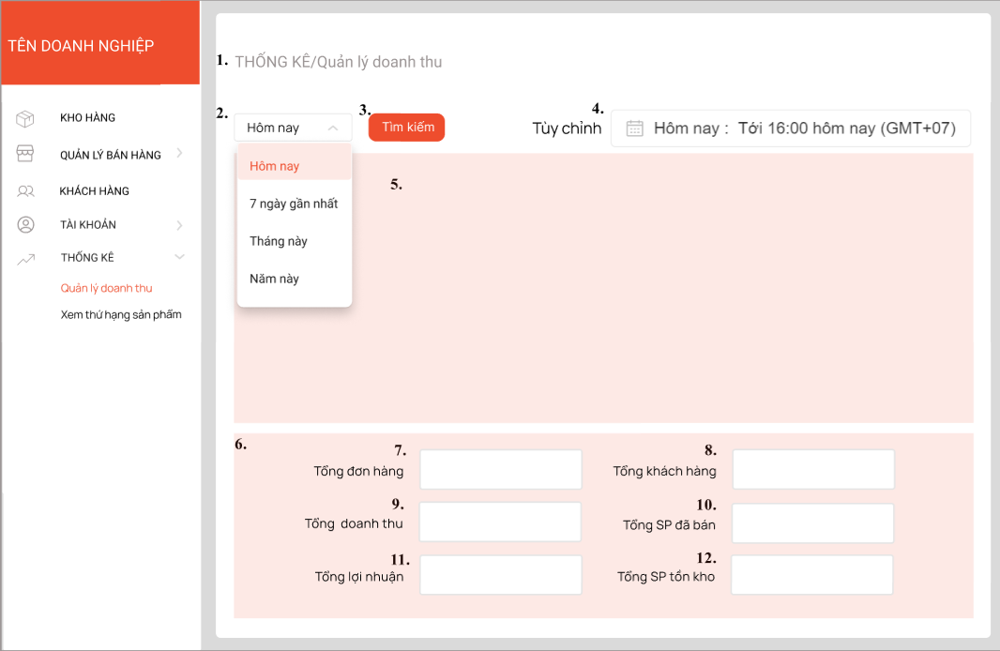 TÊN DOANH NGHIỆP
KHO HÀNG
QUẢN LÝ BÁN HÀNG
KHÁCH HÀNG
TÀI KHOẢN
THỐNG KÊ
Quản lý doanh thu
Xem thứ hạng sản phẩm
1. THỐNG KÊ/Quản lý doanh thu
2. Hôm nay
3. Tìm kiếm
4.
Tùy chỉnh Hôm nay : Tới 16:00 hôm nay (GMT+07)
Hôm nay
7 ngày gần nhất
Tháng này
Năm này
5.
6.
7.
Tổng đơn hàng
8.
Tổng khách hàng
9.
Tổng doanh thu
10.
Tổng SP đã bán
11.
Tổng lợi nhuận
12.
Tổng SP tồn kho